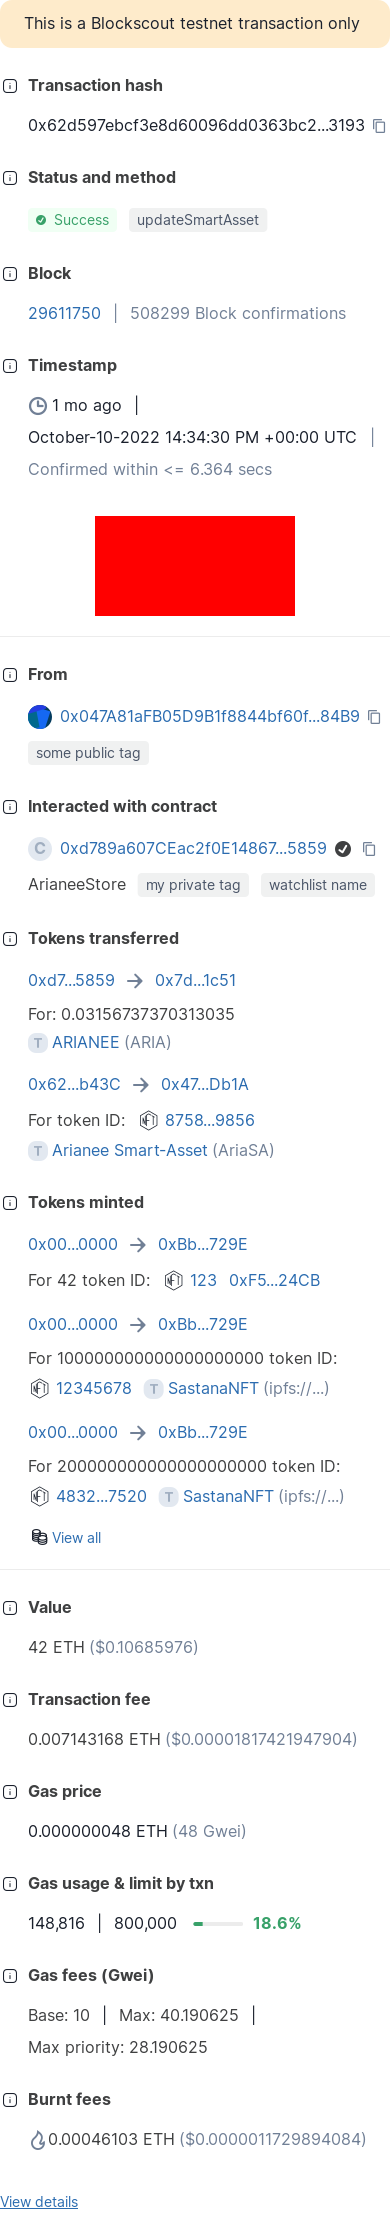 This is a Blockscout testnet transaction only
Transaction hash
0x62d597ebcf3e8d60096dd0363bc2...3193
Status and method
Success updateSmartAsset
Block
29611750 | 508299 Block confirmations
Timestamp
1 mo ago |
October-10-2022 14:34:30 PM +00:00 UTC |
Confirmed within <= 6.364 secs
From
0x047A81aFB05D9B1f8844bf60f...84B9
some public tag
Interacted with contract
C 0xd789a607CEac2f0E14867...5859
ArianeeStore my private tag watchlist name
Tokens transferred
0xd7...5859 → 0x7d...1c51
For: 0.03156737370313035
T ARIANEE (ARIA)
0x62...b43C → 0x47...Db1A
For token ID: NFT 8758...9856
T Arianee Smart-Asset (AriaSA)
Tokens minted
0x00...0000 → 0xBb...729E
For 42 token ID: NFT 123 0xF5...24CB
0x00...0000 → 0xBb...729E
For 100000000000000000000 token ID:
NFT 12345678 T SastanaNFT (ipfs://...)
0x00...0000 → 0xBb...729E
For 200000000000000000000 token ID:
NFT 4832...7520 T SastanaNFT (ipfs://...)
View all
Value
42 ETH ($0.10685976)
Transaction fee
0.007143168 ETH ($0.00001817421947904)
Gas price
0.000000048 ETH (48 Gwei)
Gas usage & limit by txn
148,816 | 800,000 18.6%
Gas fees (Gwei)
Base: 10 | Max: 40.190625 |
Max priority: 28.190625
Burnt fees
0.00046103 ETH ($0.0000011729894084)
View details